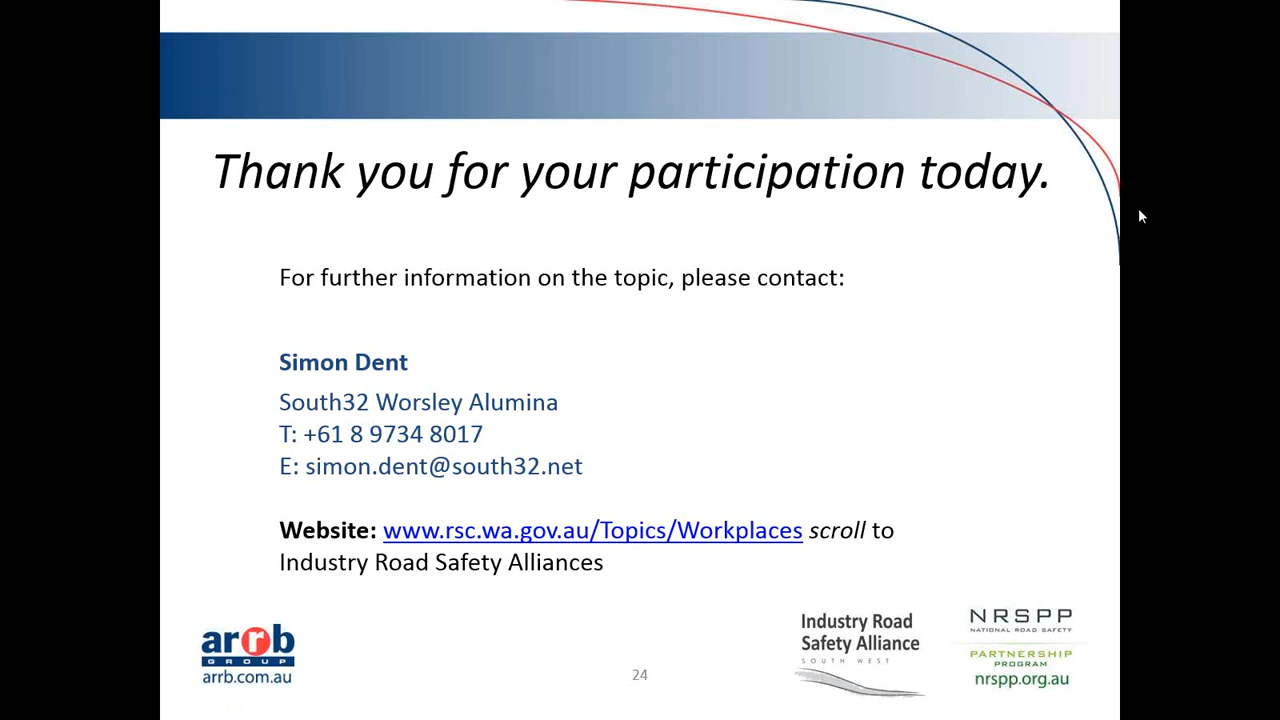 Thank you for your participation today.
For further information on the topic, please contact:
Simon Dent
South32 Worsley Alumina
T: +61 8 9734 8017
E: simon.dent@south32.net
Website: www.rsc.wa.gov.au/Topics/Workplaces scroll to
Industry Road Safety Alliances
arrb
GROUP
arrb.com.au
24
Industry Road
Safety Alliance
SOUTH WEST
NRSPP
NATIONAL ROAD SAFETY
PARTNERSHIP
PROGRAM
nrspp.org.au